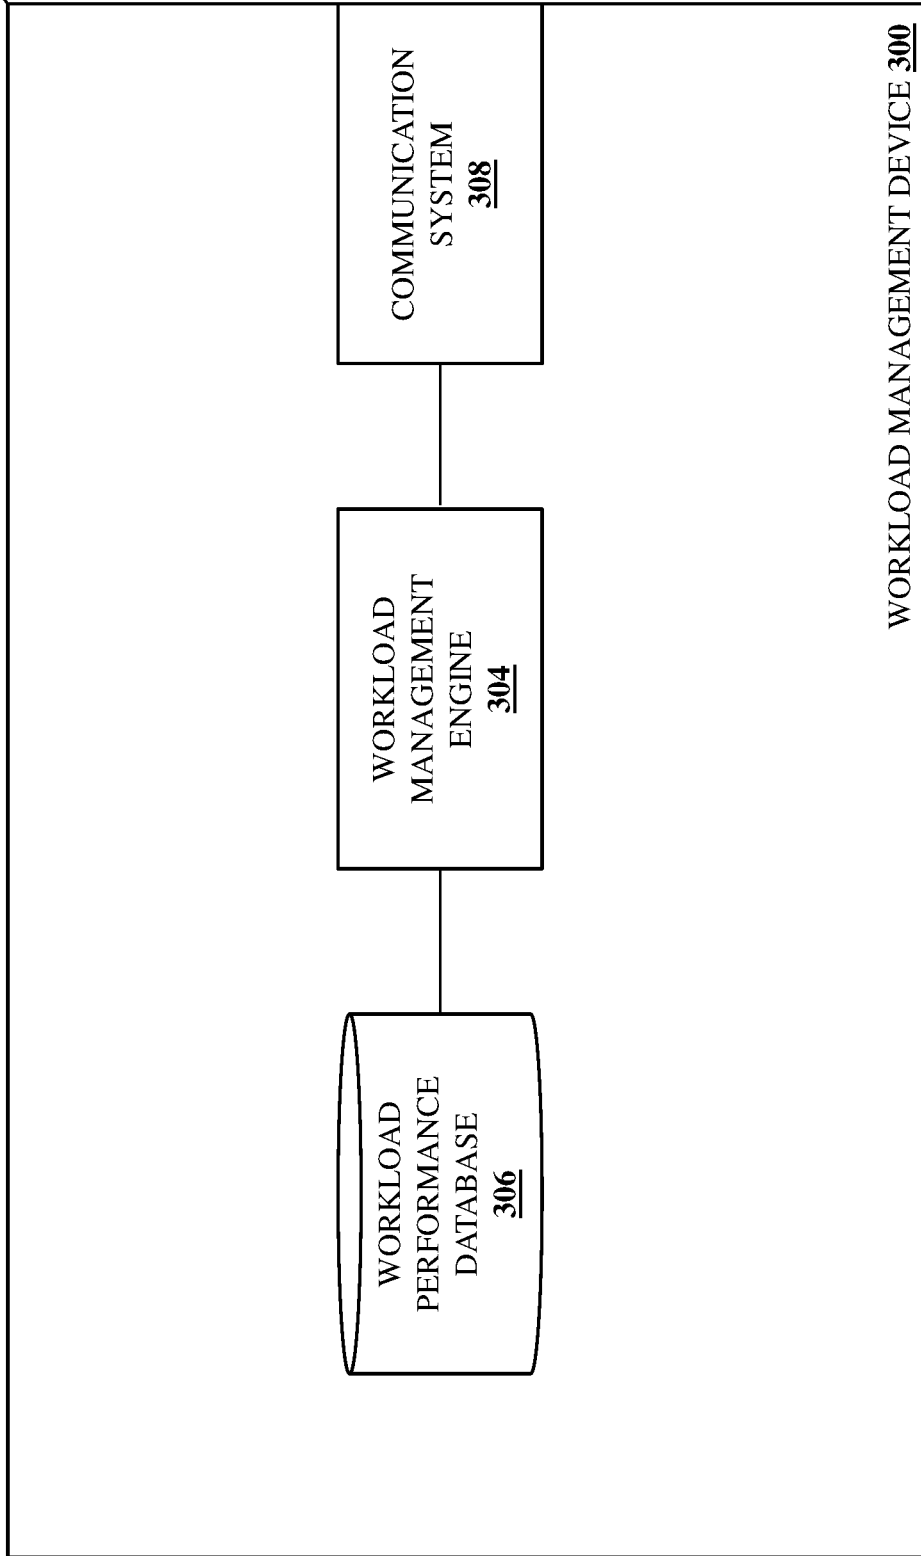 WORKLOAD
PERFORMANCE
DATABASE
306
WORKLOAD
MANAGEMENT
ENGINE
304
COMMUNICATION
SYSTEM
308
WORKLOAD MANAGEMENT DEVICE 300